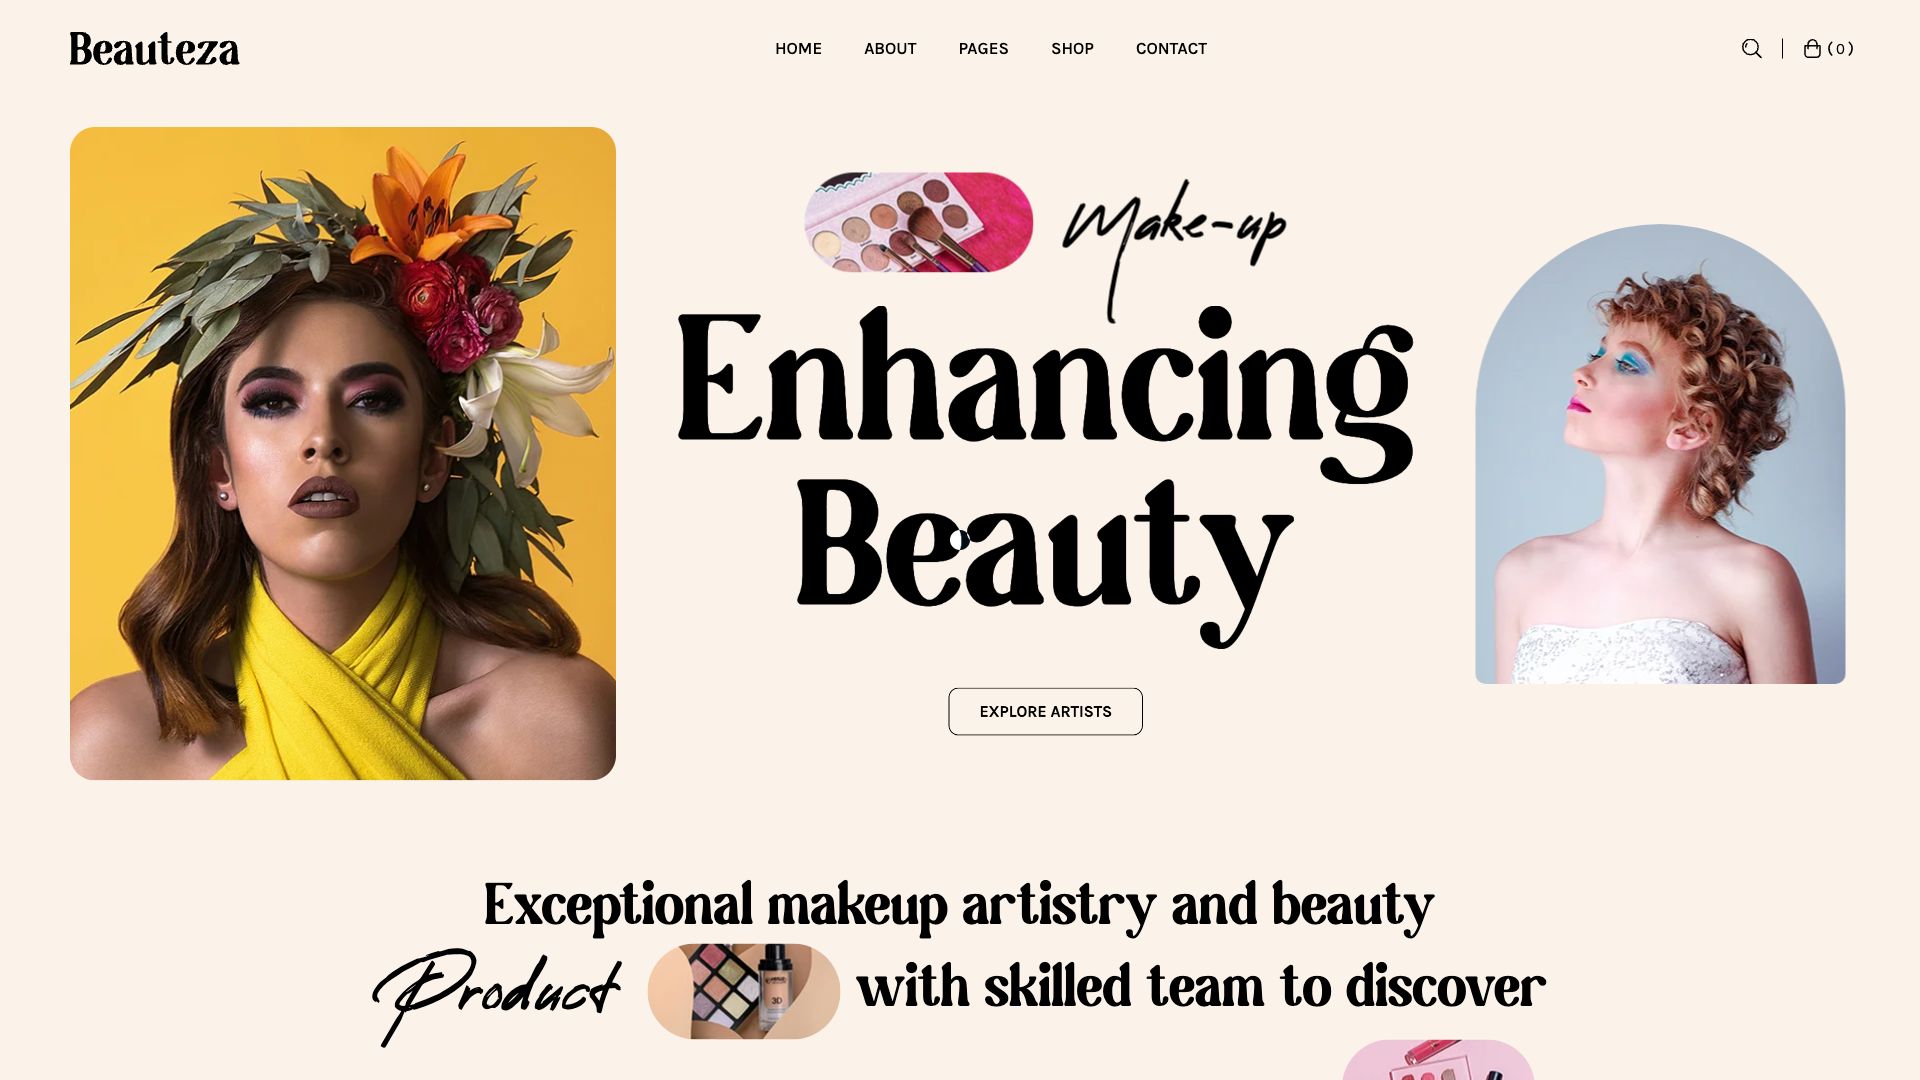 Beauteza
HOME ABOUT PAGES SHOP CONTACT
(0)
Make-up
Enhancing
Beauty
EXPLORE ARTISTS
Exceptional makeup artistry and beauty
Product with skilled team to discover
3D